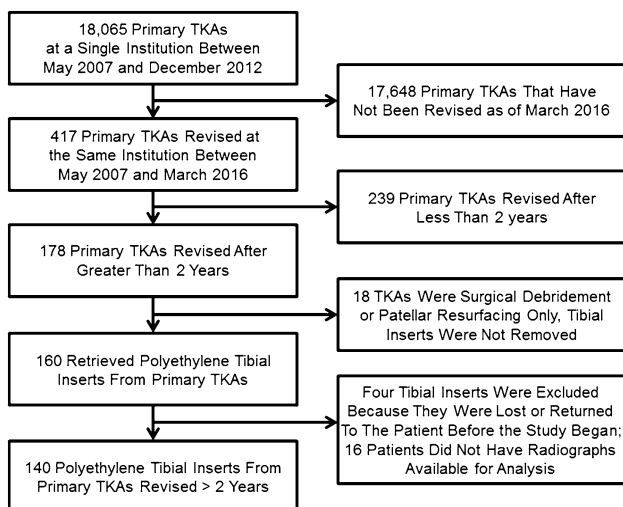 18,065 Primary TKAs
at a Single Institution Between
May 2007 and December 2012
17,648 Primary TKAs That Have
Not Been Revised as of March 2016
417 Primary TKAs Revised at
the Same Institution Between
May 2007 and March 2016
239 Primary TKAs Revised After
Less Than 2 years
178 Primary TKAs Revised After
Greater Than 2 Years
18 TKAs Were Surgical Debridement
or Patellar Resurfacing Only, Tibial
Inserts Were Not Removed
160 Retrieved Polyethylene Tibial
Inserts From Primary TKAs
Four Tibial Inserts Were Excluded
Because They Were Lost or Returned
To The Patient Before the Study Began;
16 Patients Did Not Have Radiographs
Available for Analysis
140 Polyethylene Tibial Inserts From
Primary TKAs Revised > 2 Years